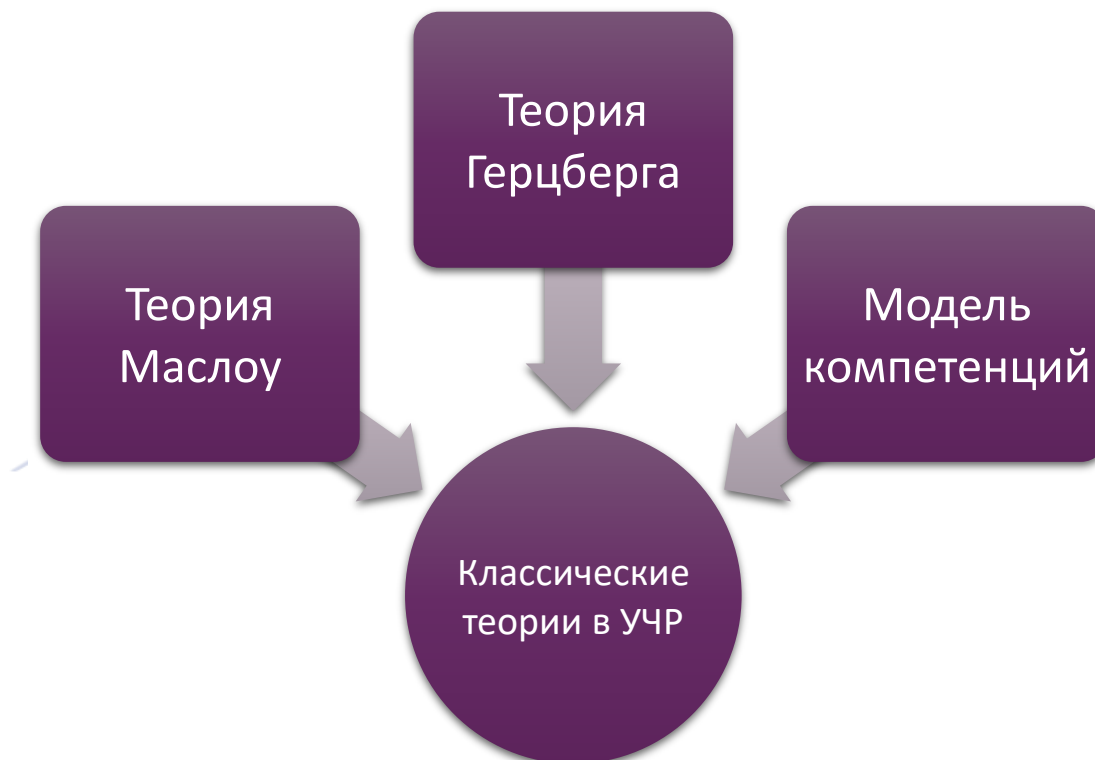 Теория
Герцберга
Теория
Маслоу
Модель
компетенций
Классические
теории в УЧР